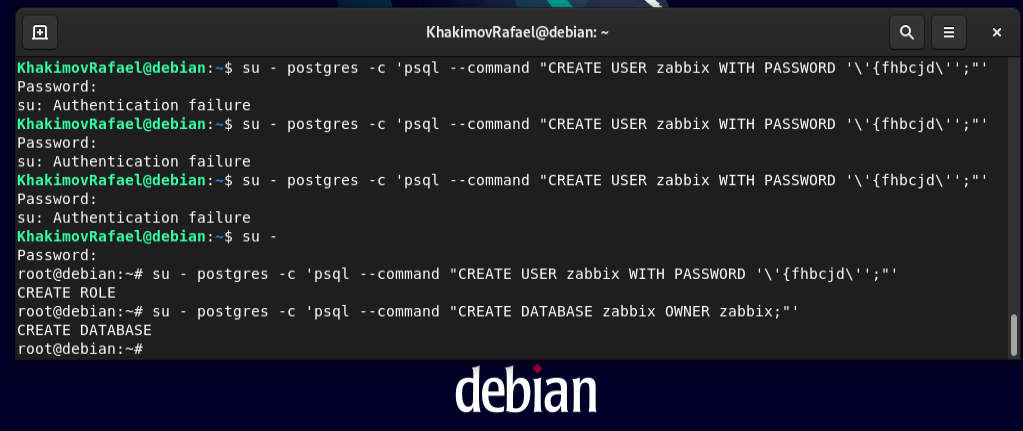 KhakimovRafael@debian: ~
KhakimovRafael@debian:~$ su - postgres -c 'psql --command "CREATE USER zabbix WITH PASSWORD '\'{fhbcjd\'';"'
Password:
su: Authentication failure
KhakimovRafael@debian:~$ su - postgres -c 'psql --command "CREATE USER zabbix WITH PASSWORD '\'{fhbcjd\'';"'
Password:
su: Authentication failure
KhakimovRafael@debian:~$ su - postgres -c 'psql --command "CREATE USER zabbix WITH PASSWORD '\'{fhbcjd\'';"'
Password:
su: Authentication failure
KhakimovRafael@debian:~$ su -
Password:
root@debian:~# su - postgres -c 'psql --command "CREATE USER zabbix WITH PASSWORD '\'{fhbcjd\'';"'
CREATE ROLE
root@debian:~# su - postgres -c 'psql --command "CREATE DATABASE zabbix OWNER zabbix;"'
CREATE DATABASE
root@debian:~#
debian